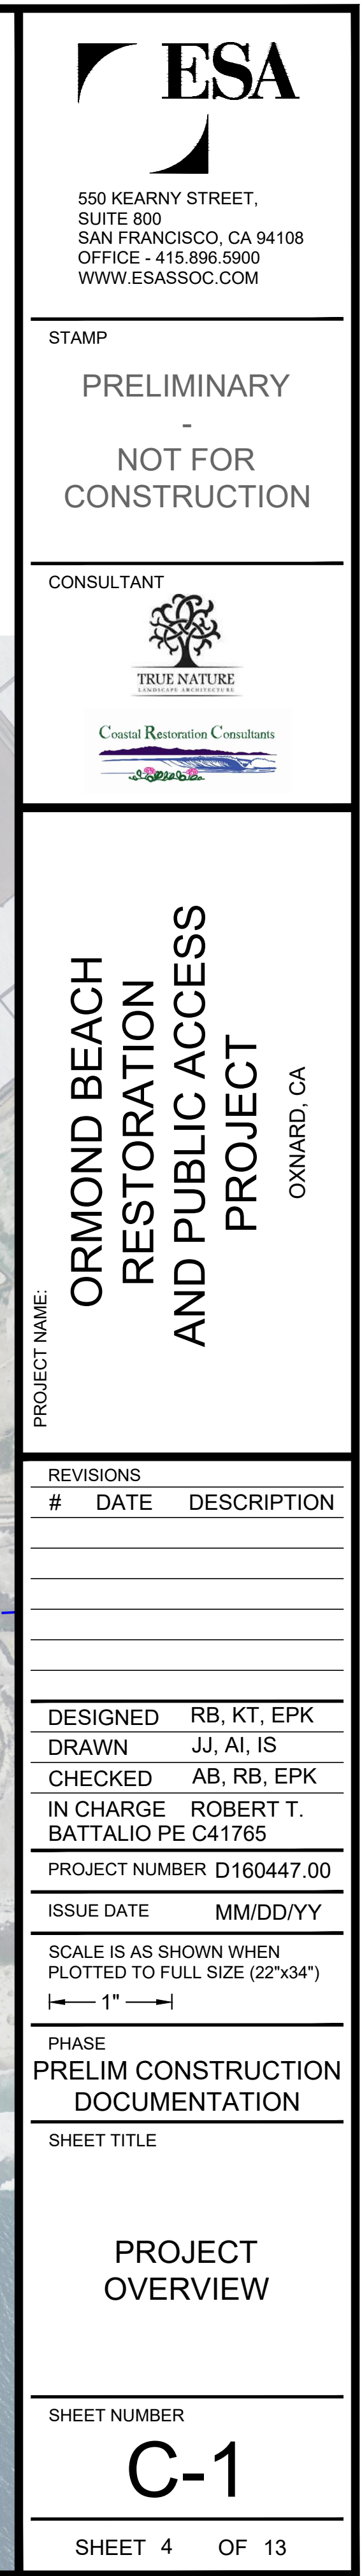 ESA
550 KEARNY STREET,
SUITE 800
SAN FRANCISCO, CA 94108
OFFICE - 415.896.5900
WWW.ESASSOC.COM
STAMP
PRELIMINARY
-
NOT FOR
CONSTRUCTION
CONSULTANT
TRUE NATURE
LANDSCAPE ARCHITECTURE
Coastal Restoration Consultants
PROJECT NAME:
ORMOND BEACH
RESTORATION
AND PUBLIC ACCESS
PROJECT
OXNARD, CA
REVISIONS
# DATE DESCRIPTION
DESIGNED RB, KT, EPK
DRAWN JJ, AI, IS
CHECKED AB, RB, EPK
IN CHARGE ROBERT T.
BATTALIO PE C41765
PROJECT NUMBER D160447.00
ISSUE DATE MM/DD/YY
SCALE IS AS SHOWN WHEN
PLOTTED TO FULL SIZE (22"x34")
1"
PHASE
PRELIM CONSTRUCTION
DOCUMENTATION
SHEET TITLE
PROJECT
OVERVIEW
SHEET NUMBER
C-1
SHEET 4 OF 13